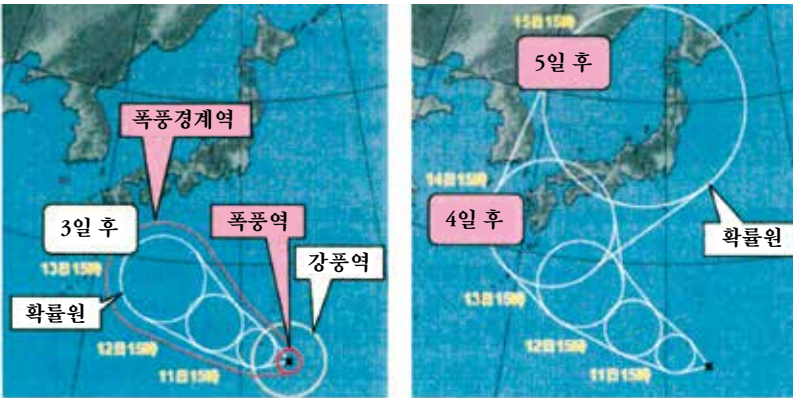 폭풍경계역
3일 후
폭풍역
강풍역
13日15時
확률원
12日15時
11日15時
15日15時
5일 후
14日15時
4일 후
확률원
13日15時
12日15時
11日15時